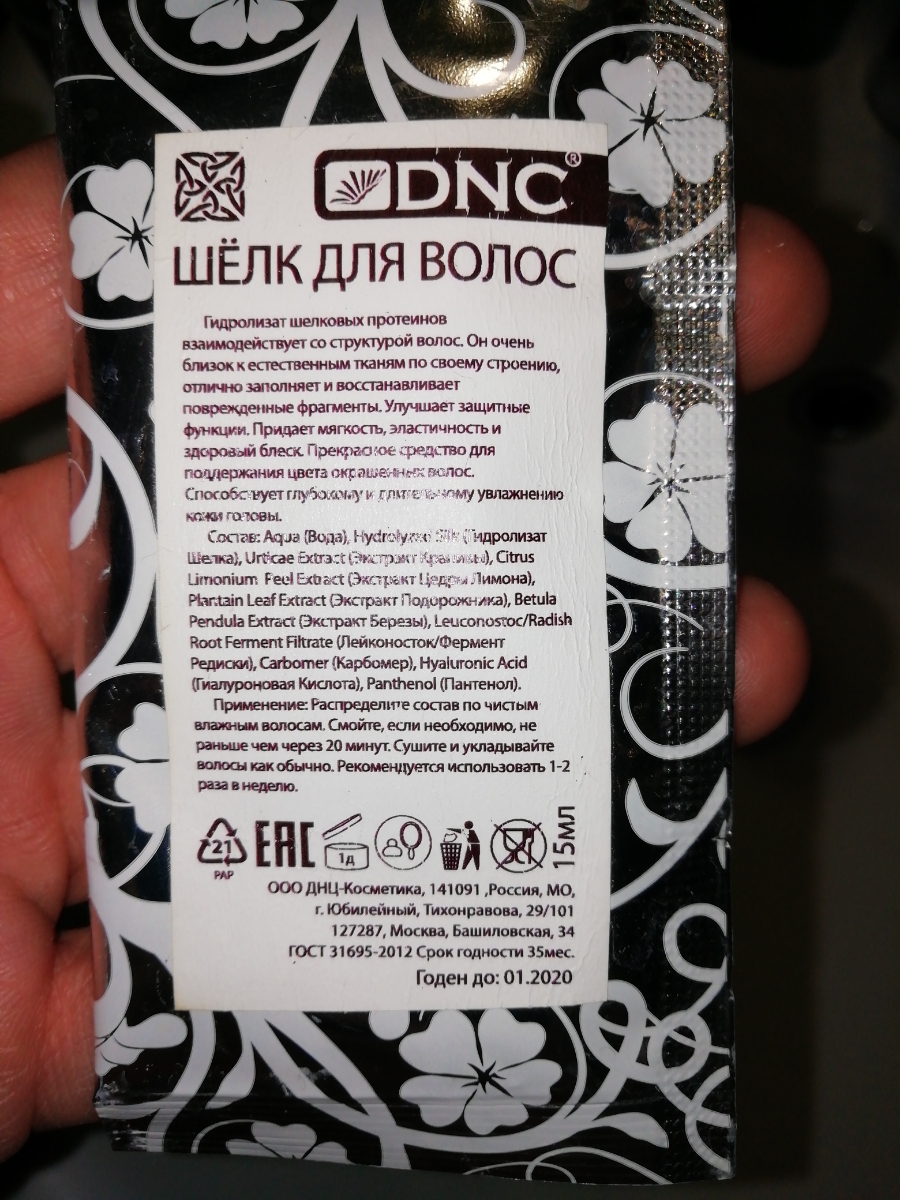 DNC®
ШЁЛК ДЛЯ ВОЛОС
Гидролизат шелковых протеинов
взаимодействует со структурой волос. Он очень
близок к естественным тканям по своему строению,
отлично заполняет и восстанавливает
поврежденные фрагменты. Улучшает защитные
функции. Придает мягкость, эластичность и
здоровый блеск. Прекрасное средство для
поддержания цвета окрашенных волос.
Способствует глубокому и длительному увлажнению
кожи головы.
Состав: Aqua (Вода), Hydrolyzed Silk (Гидролизат
Шелка), Urticae Extract (Экстракт Крапивы), Citrus
Limonium Peel Extract (Экстракт Цедры Лимона),
Plantain Leaf Extract (Экстракт Подорожника), Betula
Pendula Extract (Экстракт Березы), Leuconostoc/Radish
Root Ferment Filtrate (Лейконосток/Фермент
Редиски), Carbomer (Карбомер), Hyaluronic Acid
(Гиалуроновая Кислота), Panthenol (Пантенол).
Применение: Распределите состав по чистым
влажным волосам. Смойте, если необходимо, не
раньше чем через 20 минут. Сушите и укладывайте
волосы как обычно. Рекомендуется использовать 1-2
раза в неделю.
21
PAP
EAC
1д
15мл
ООО ДНЦ-Косметика, 141091 ,Россия, МО,
г. Юбилейный, Тихонравова, 29/101
127287, Москва, Башиловская, 34
ГОСТ 31695-2012 Срок годности 35мес.
Годен до: 01.2020